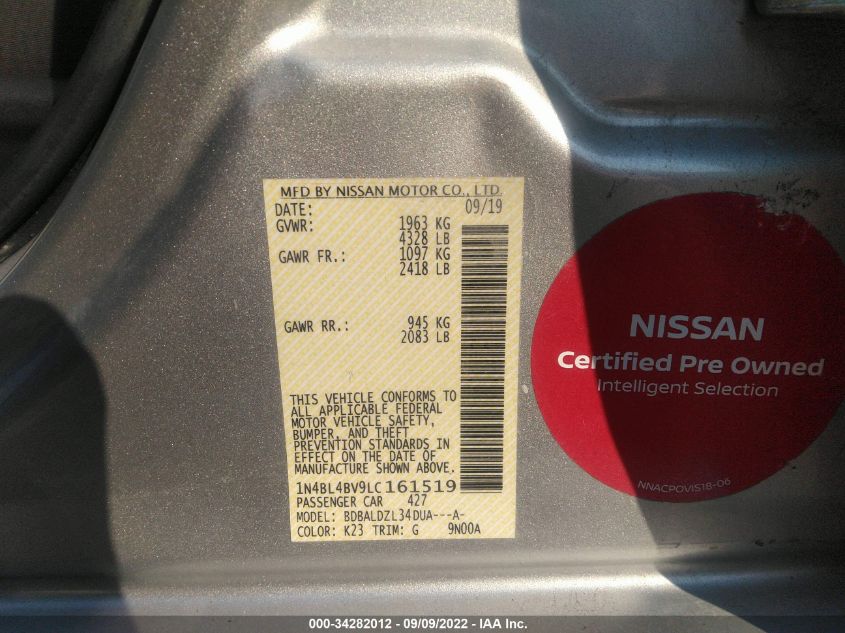 MFD BY NISSAN MOTOR CO., LTD.
DATE: 09/19
GVWR: 1963 KG
4328 LB
GAWR FR.: 1097 KG
2418 LB
GAWR RR.: 945 KG
2083 LB
THIS VEHICLE CONFORMS TO
ALL APPLICABLE FEDERAL
MOTOR VEHICLE SAFETY,
BUMPER, AND THEFT
PREVENTION STANDARDS IN
EFFECT ON THE DATE OF
MANUFACTURE SHOWN ABOVE.
1N4BL4BV9LC161519
PASSENGER CAR 427
MODEL: BDBALDZL34DUA---A-
COLOR: K23 TRIM: G 9N00A
NISSAN
Certified Pre Owned
Intelligent Selection
NNACPOVIS18-06
000-34282012 - 09/09/2022 - IAA Inc.